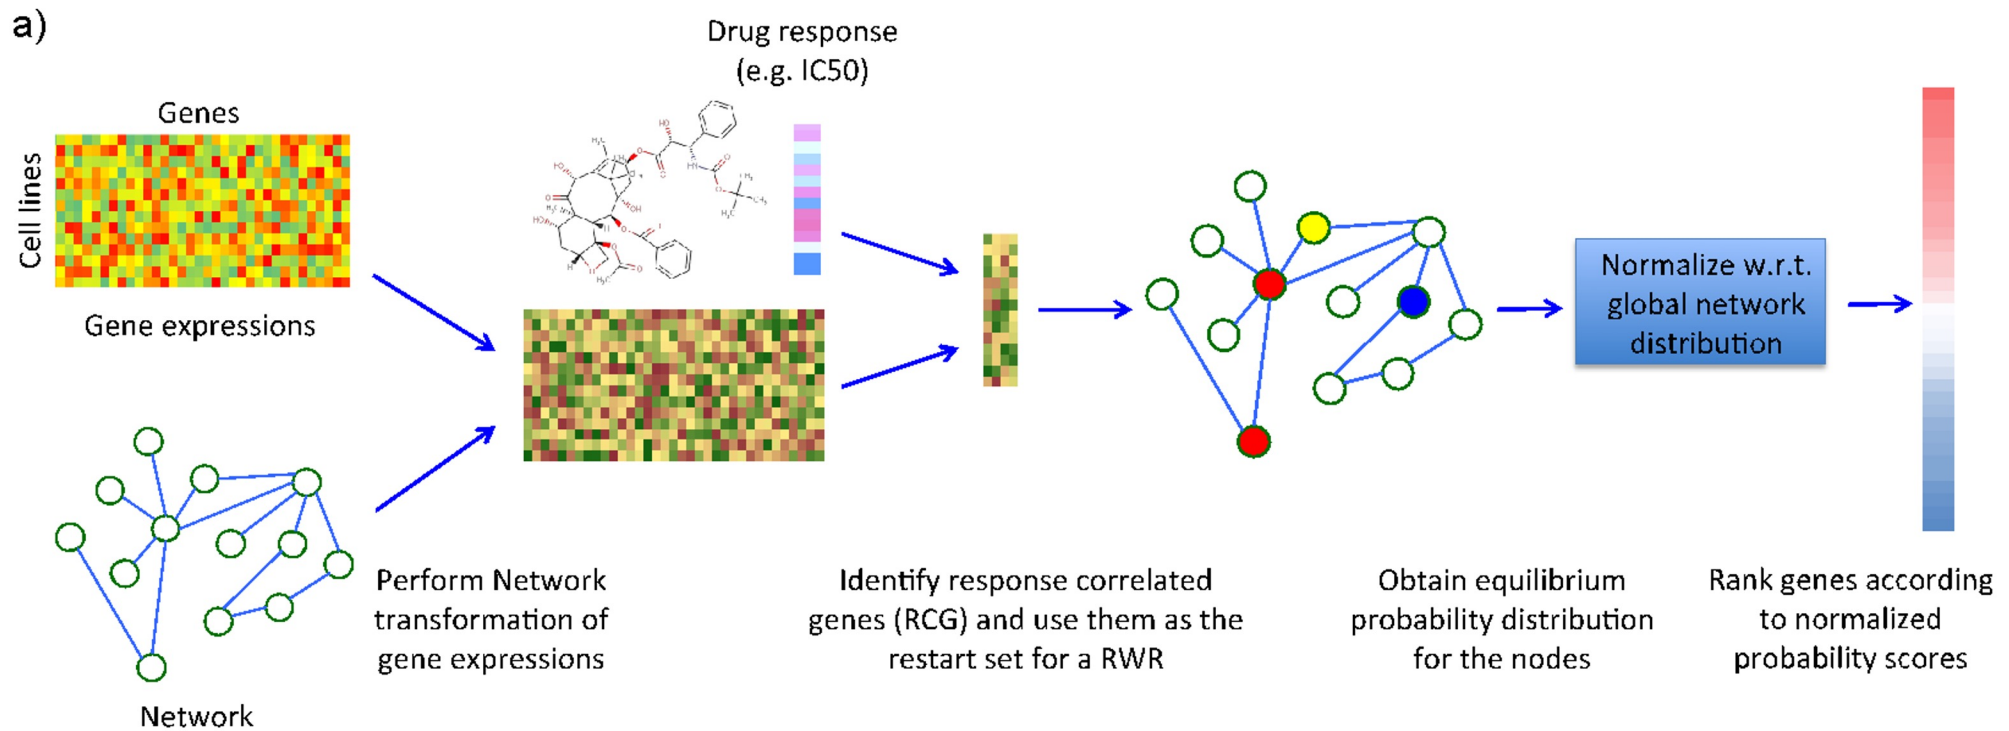 a)
Drug response
(e.g. IC50)
Genes
Cell lines
Gene expressions
Normalize w.r.t.
global network
distribution
Perform Network
transformation of
gene expressions
Identify response correlated
genes (RCG) and use them as the
restart set for a RWR
Obtain equilibrium
probability distribution
for the nodes
Rank genes according
to normalized
probability scores
Network